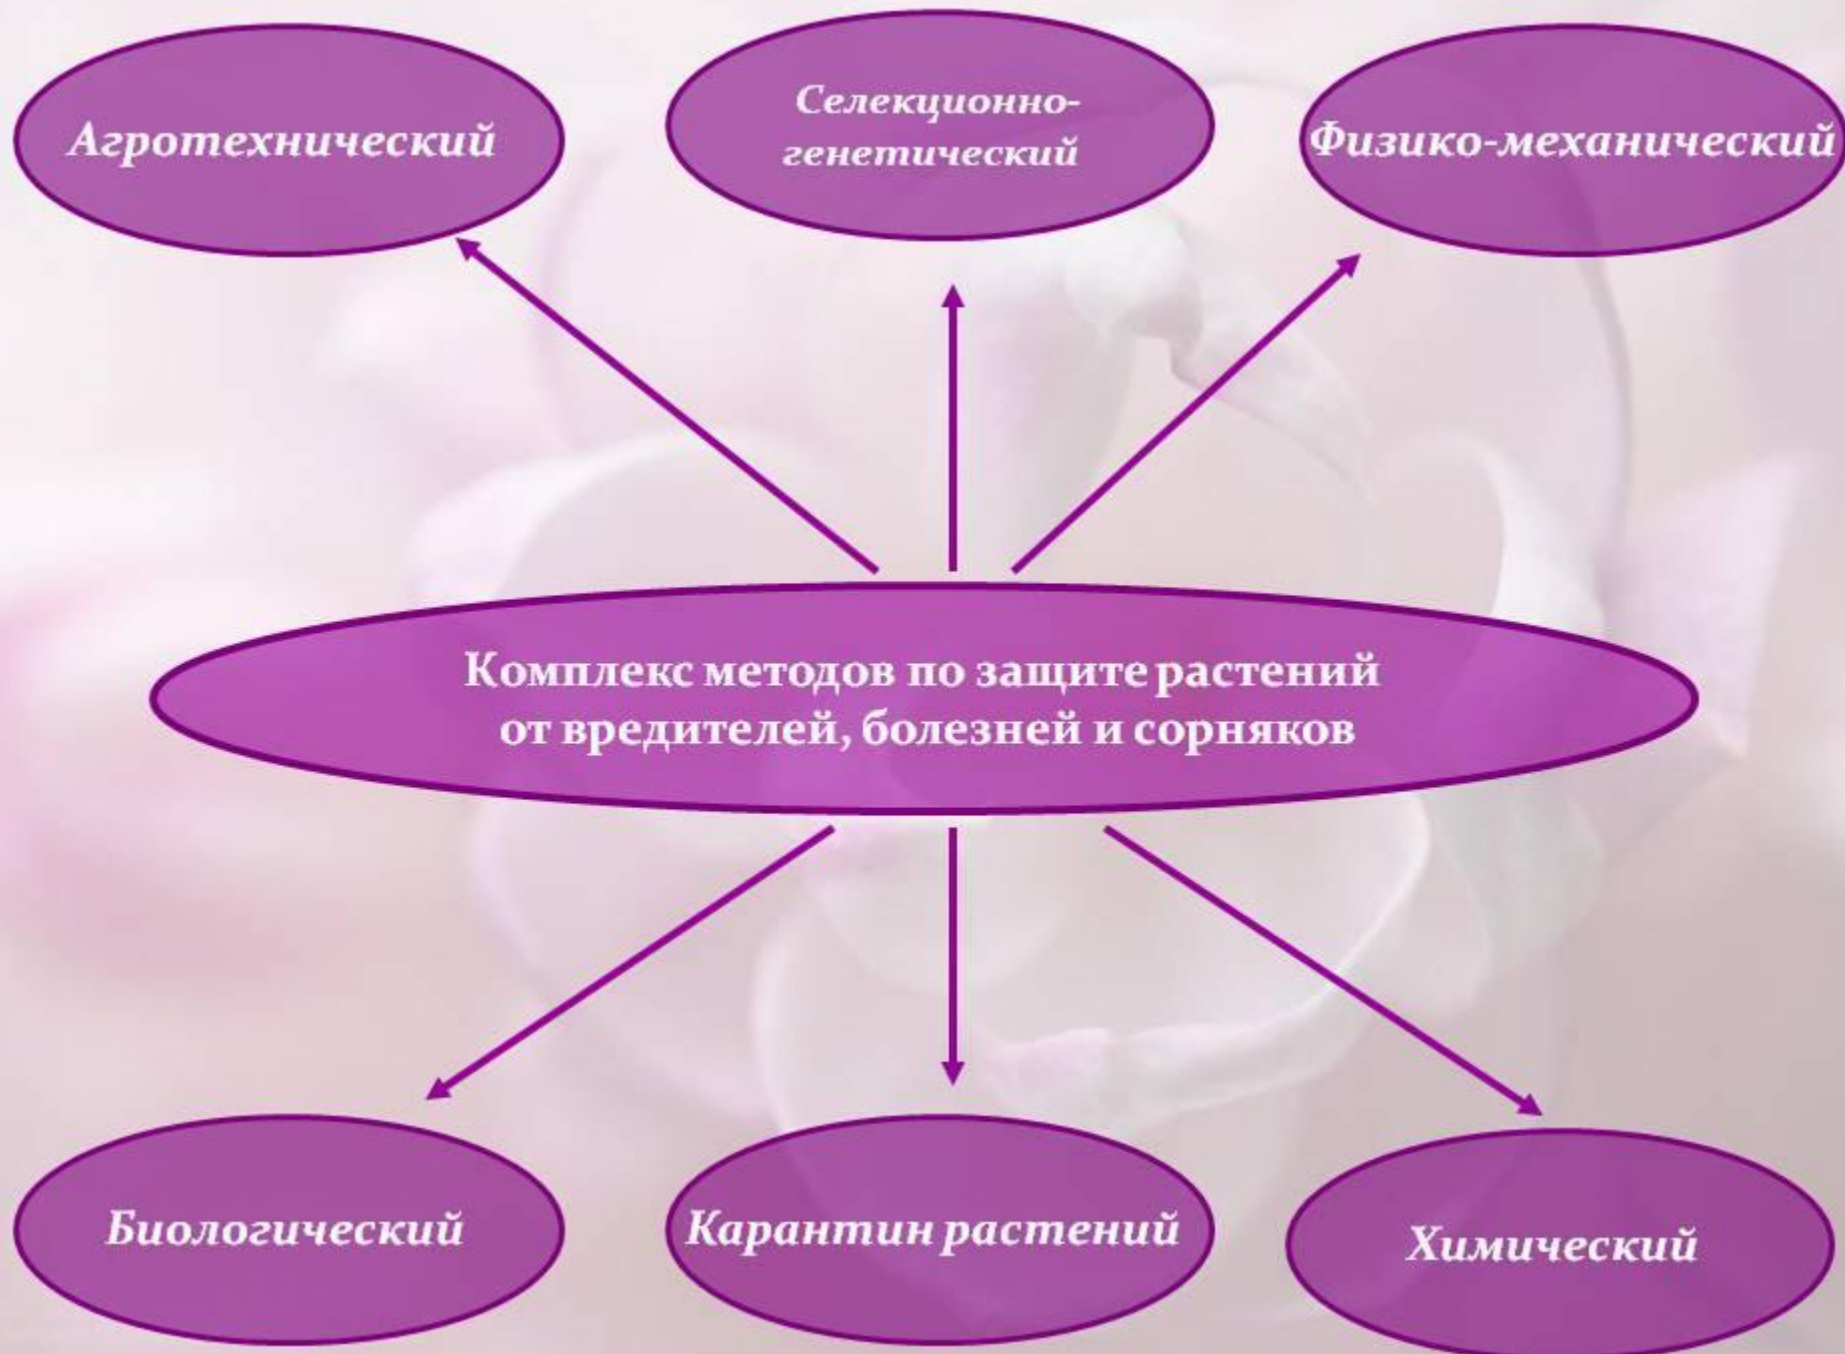 Агротехнический
Селекционно-
генетический
Физико-механический
Комплекс методов по защите растений
от вредителей, болезней и сорняков
Биологический
Карантин растений
Химический